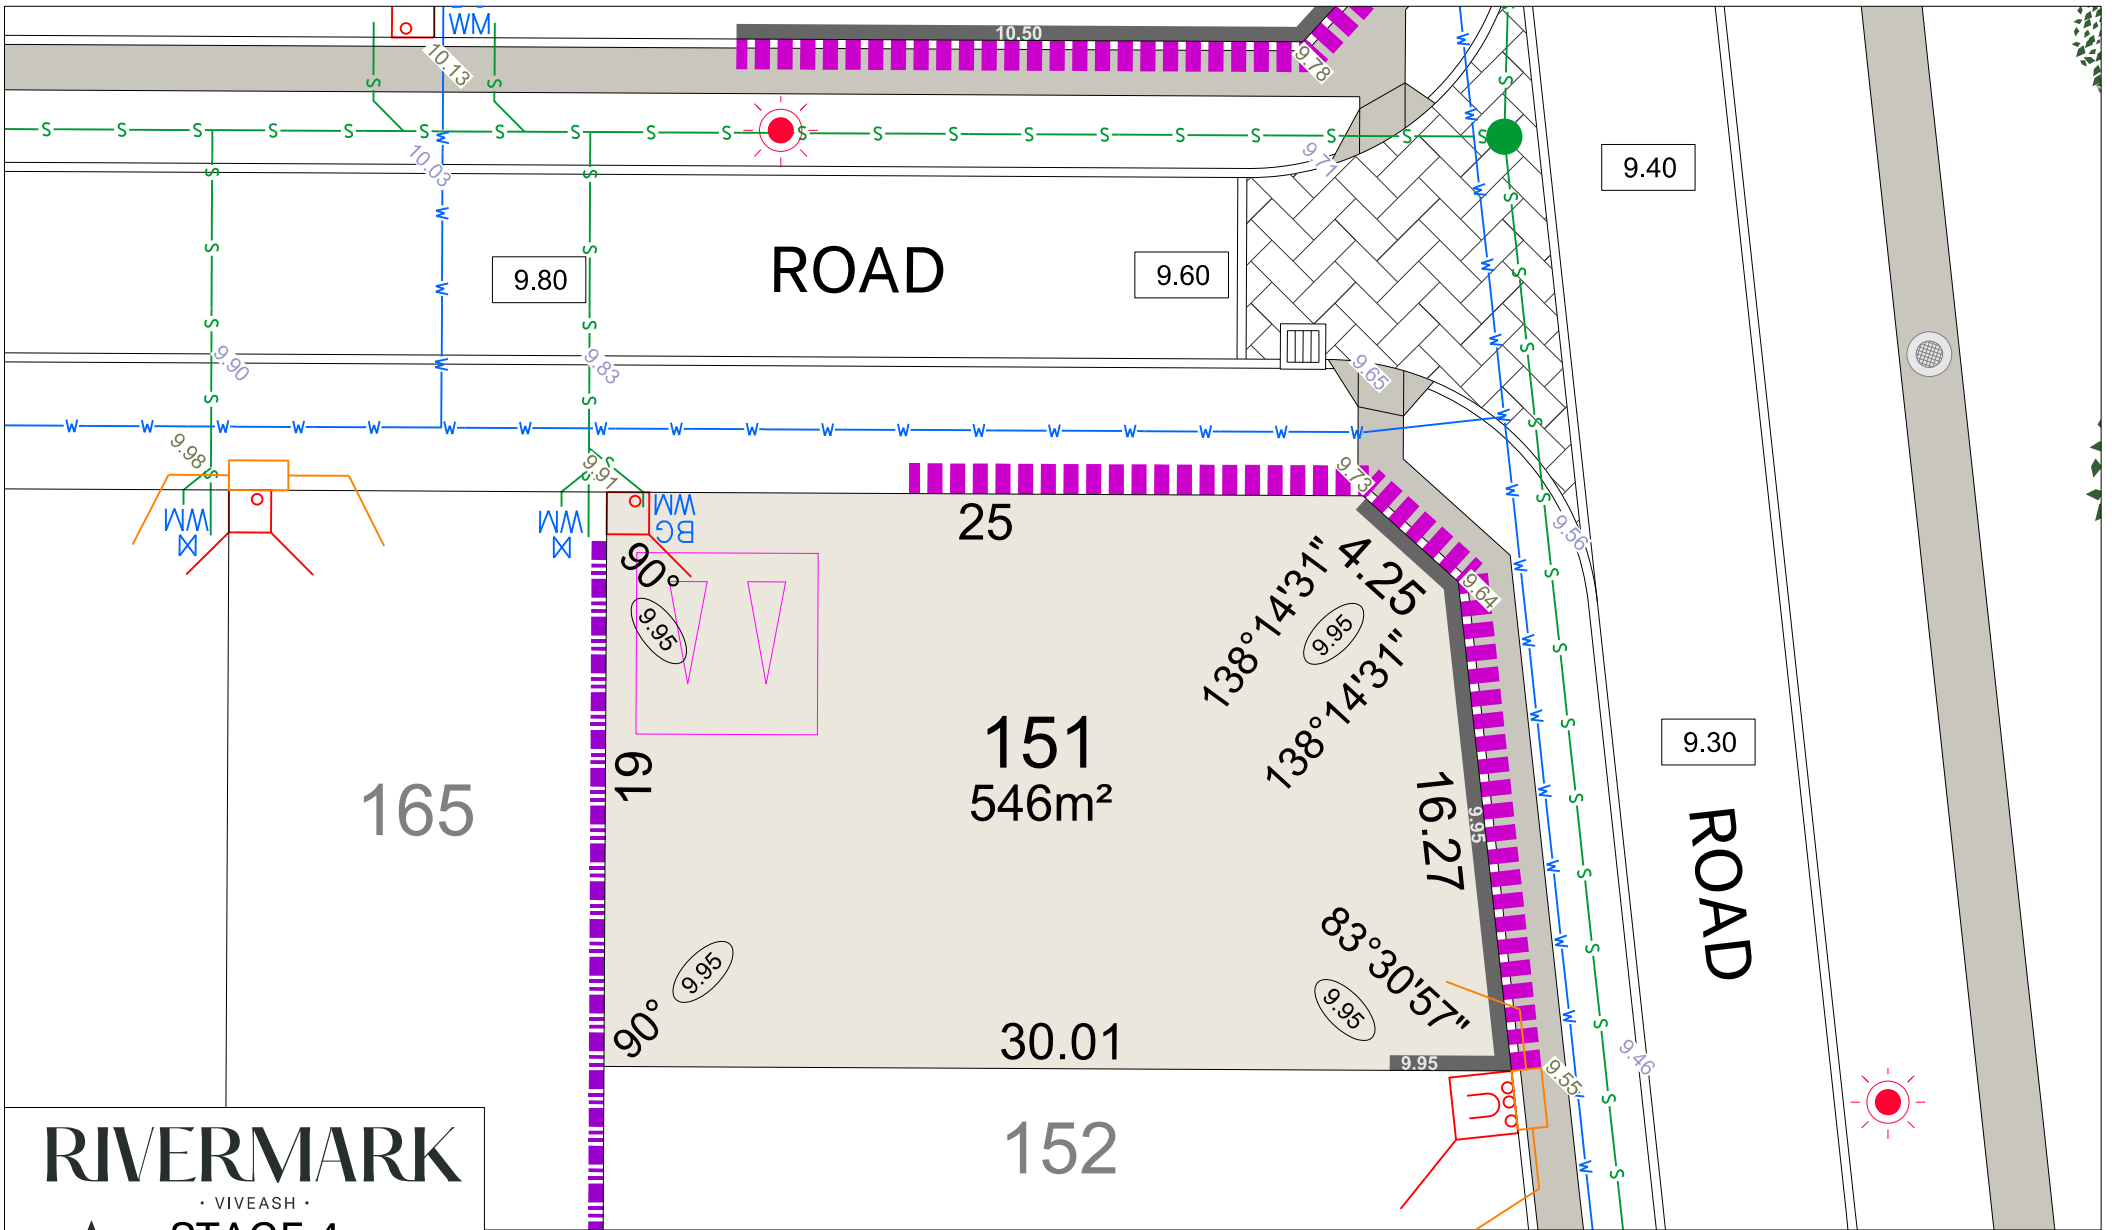 WM
10.50
10.13
9.78
S S S S S S S S S S S S S S S S S S S S
10.03
9.71
9.40
ROAD
9.80
9.60
9.90
9.83
9.65
W W W W W W W W W W W W W W W W W W
9.98
9.91
9.73
WM
WM
WM
BG
25
9.56
90°
4.25
9.64
138°14'31"
9.95
9.95
138°14'31"
151
546m²
19
165
16.27
9.95
9.30
ROAD
83°30'57"
9.95
9.95
90°
30.01
9.95
9.46
9.55
152
RIVERMARK
• VIVEASH •
STAGE 4